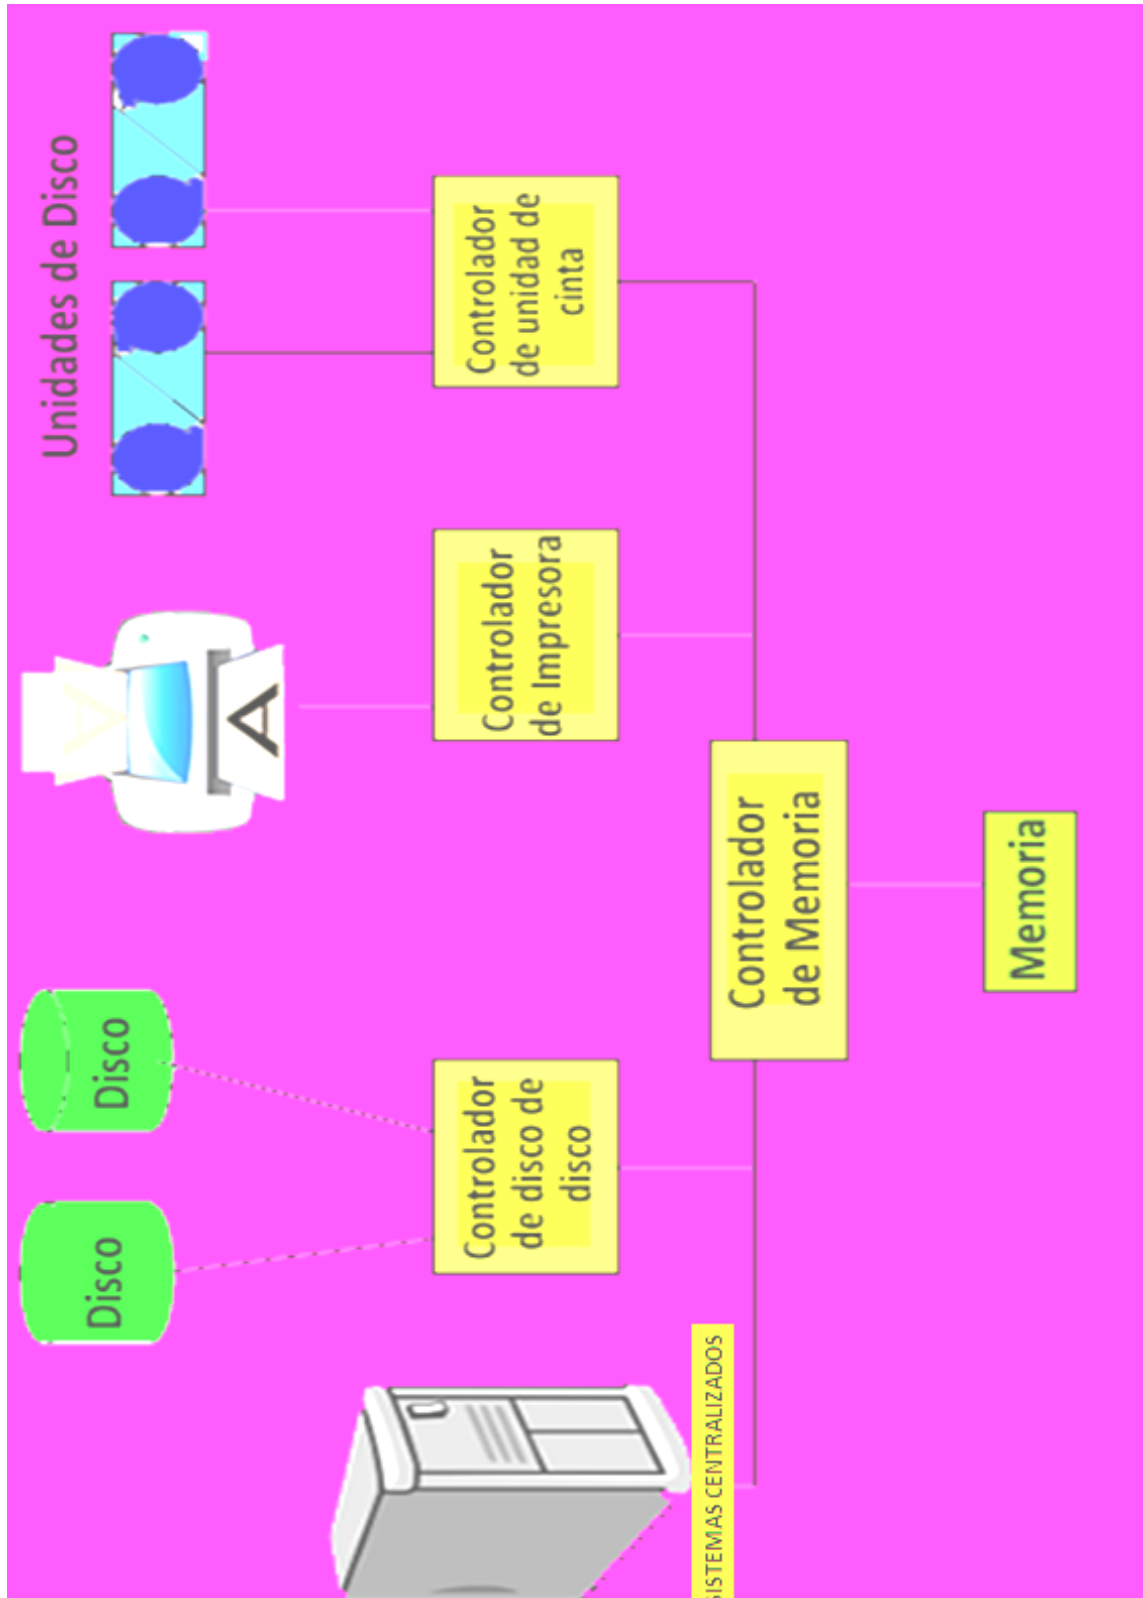 Disco
Disco
Unidades de Disco
Controlador
de disco de
disco
Controlador
de Impresora
Controlador
de unidad de
cinta
SISTEMAS CENTRALIZADOS
Controlador
de Memoria
Memoria
A
A